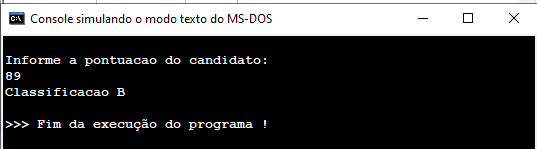 Console simulando o modo texto do MS-DOS
Informe a pontuacao do candidato:
89
Classificacao B
>>> Fim da execução do programa !